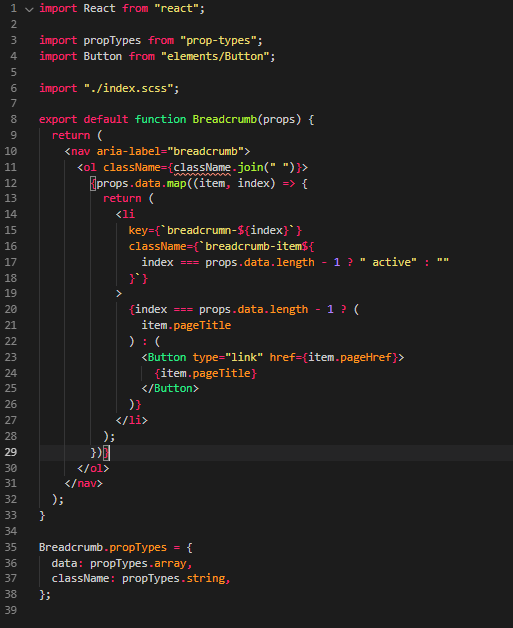 1 import React from "react";
2
3 import propTypes from "prop-types";
4 import Button from "elements/Button";
5
6 import "./index.scss";
7
8 export default function Breadcrumb(props) {
9   return (
10     <nav aria-label="breadcrumb">
11       <ol className={className.join(" ")}>
12         {props.data.map((item, index) => {
13           return (
14             <li
15               key={`breadcrumn-${index}`}
16               className={`breadcrumb-item${
17                 index === props.data.length - 1 ? " active" : ""
18               }`}
19             >
20               {index === props.data.length - 1 ? (
21                 item.pageTitle
22               ) : (
23                 <Button type="link" href={item.pageHref}>
24                   {item.pageTitle}
25                 </Button>
26               )}
27             </li>
28           );
29         })}
30       </ol>
31     </nav>
32   );
33 }
34
35 Breadcrumb.propTypes = {
36   data: propTypes.array,
37   className: propTypes.string,
38 };
39